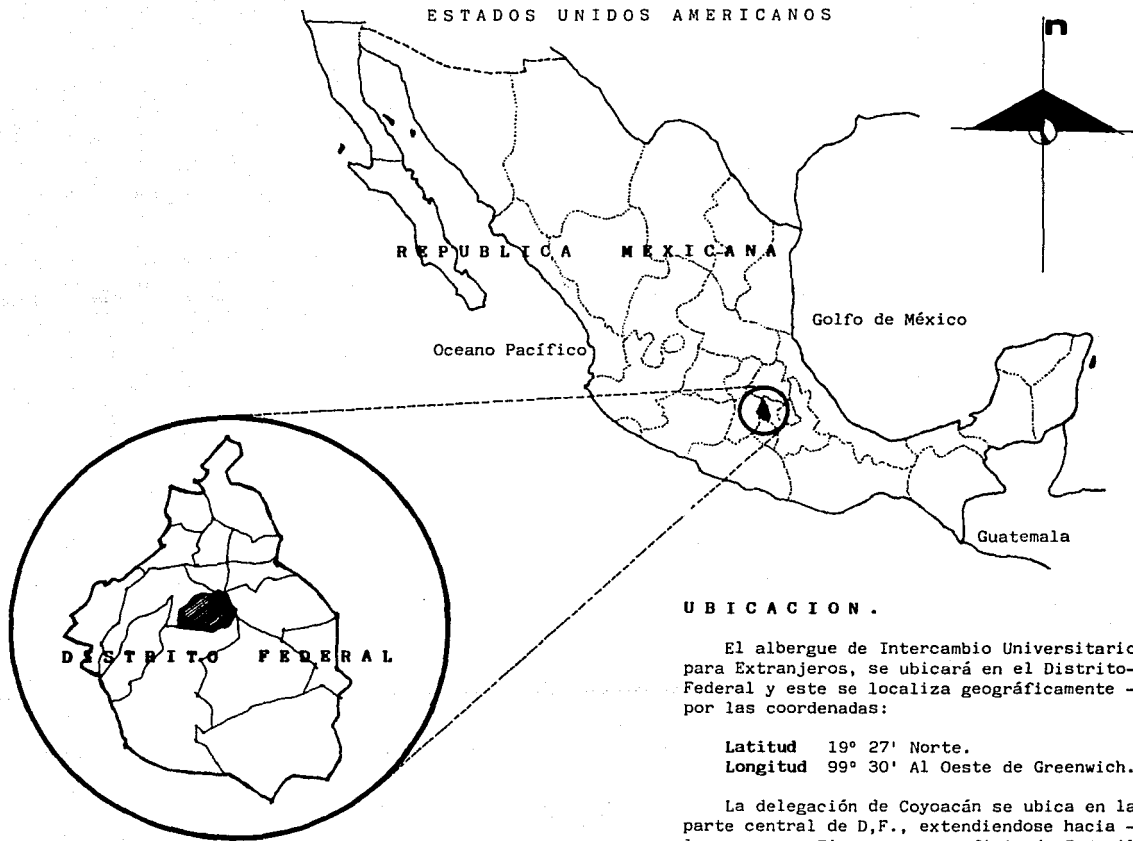 ESTADOS UNIDOS AMERICANOS
n
REPUBLICA MEXICANA
Golfo de México
Oceano Pacífico
Guatemala
DISTRITO FEDERAL
UBICACION.
El albergue de Intercambio Universitario
para Extranjeros, se ubicará en el Distrito-
Federal y este se localiza geográficamente -
por las coordenadas:
Latitud 19º 27' Norte.
Longitud 99º 30' Al Oeste de Greenwich.
La delegación de Coyoacán se ubica en la
parte central de D,F., extendiendose hacia -